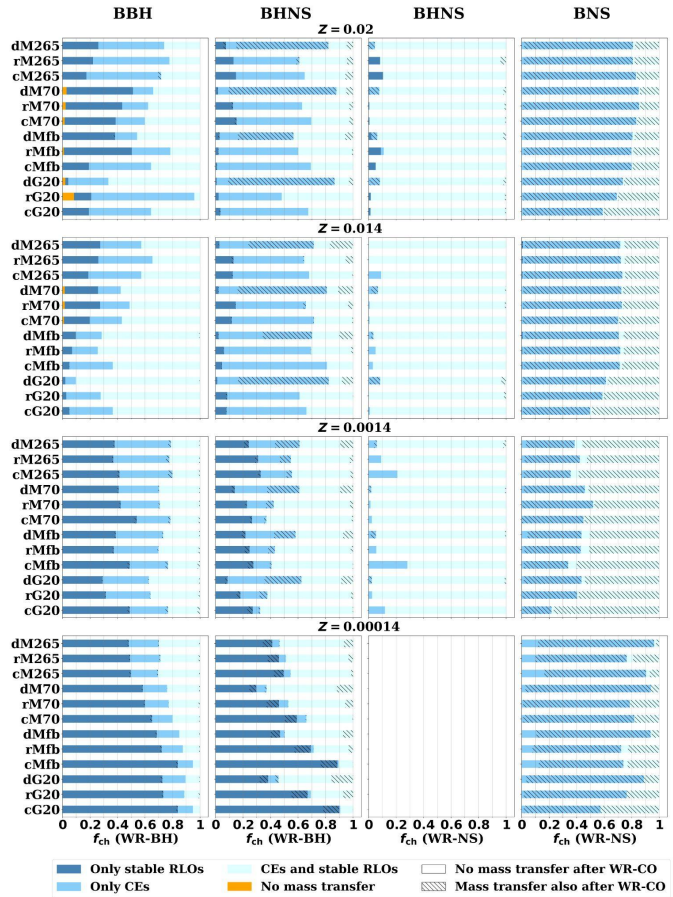 BBH BHNS BHNS BNS
Z = 0.02
dM265
rM265
cM265
dM70
rM70
cM70
dMfb
rMfb
cMfb
dG20
rG20
cG20
Z = 0.014
dM265
rM265
cM265
dM70
rM70
cM70
dMfb
rMfb
cMfb
dG20
rG20
cG20
Z = 0.0014
dM265
rM265
cM265
dM70
rM70
cM70
dMfb
rMfb
cMfb
dG20
rG20
cG20
Z = 0.00014
dM265
rM265
cM265
dM70
rM70
cM70
dMfb
rMfb
cMfb
dG20
rG20
cG20
0 0.2 0.4 0.6 0.8 1 0 0.2 0.4 0.6 0.8 1 0 0.2 0.4 0.6 0.8 1 0 0.2 0.4 0.6 0.8 1
f_ch (WR-BH) f_ch (WR-BH) f_ch (WR-NS) f_ch (WR-NS)
Only stable RLOs CEs and stable RLOs No mass transfer after WR-CO
Only CEs No mass transfer Mass transfer also after WR-CO